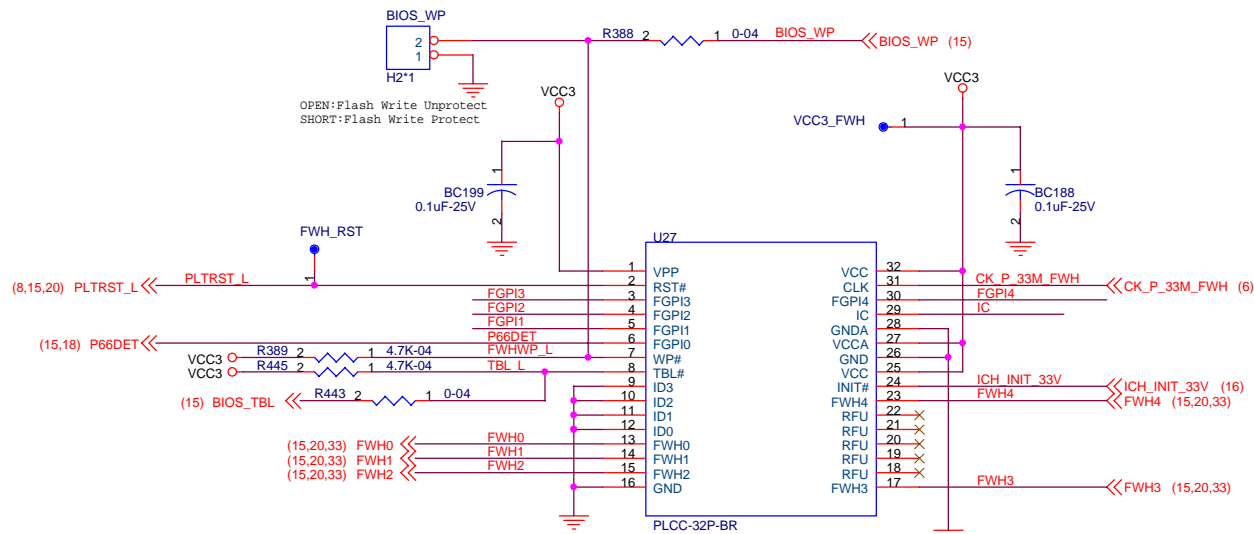 BIOS_WP
2
1
H2*1
R388 2 1 0-04 BIOS_WP BIOS_WP (15)
OPEN:Flash Write Unprotect
SHORT:Flash Write Protect
VCC3
VCC3
VCC3_FWH 1
1
BC199
0.1uF-25V
2
1
BC188
0.1uF-25V
2
FWH_RST
1
U27
(8,15,20) PLTRST_L PLTRST_L
FGPI3
FGPI2
FGPI1
(15,18) P66DET P66DET
VCC3 R389 2 1 4.7K-04 FWHWP_L
VCC3 R445 2 1 4.7K-04 TBL_L
(15) BIOS_TBL R443 2 1 0-04
(15,20,33) FWH0 FWH0
(15,20,33) FWH1 FWH1
(15,20,33) FWH2 FWH2
1 VPP VCC 32
2 RST# CLK 31
3 FGPI3 FGPI4 30
4 FGPI2 IC 29
5 FGPI1 GNDA 28
6 FGPI0 VCCA 27
7 WP# GND 26
8 TBL# VCC 25
9 ID3 INIT# 24
10 ID2 FWH4 23
11 ID1 RFU 22
12 ID0 RFU 21
13 FWH0 RFU 20
14 FWH1 RFU 19
15 FWH2 RFU 18
16 GND FWH3 17
PLCC-32P-BR
CK_P_33M_FWH CK_P_33M_FWH (6)
FGPI4
IC
ICH_INIT_33V ICH_INIT_33V (16)
FWH4 FWH4 (15,20,33)
FWH3 FWH3 (15,20,33)